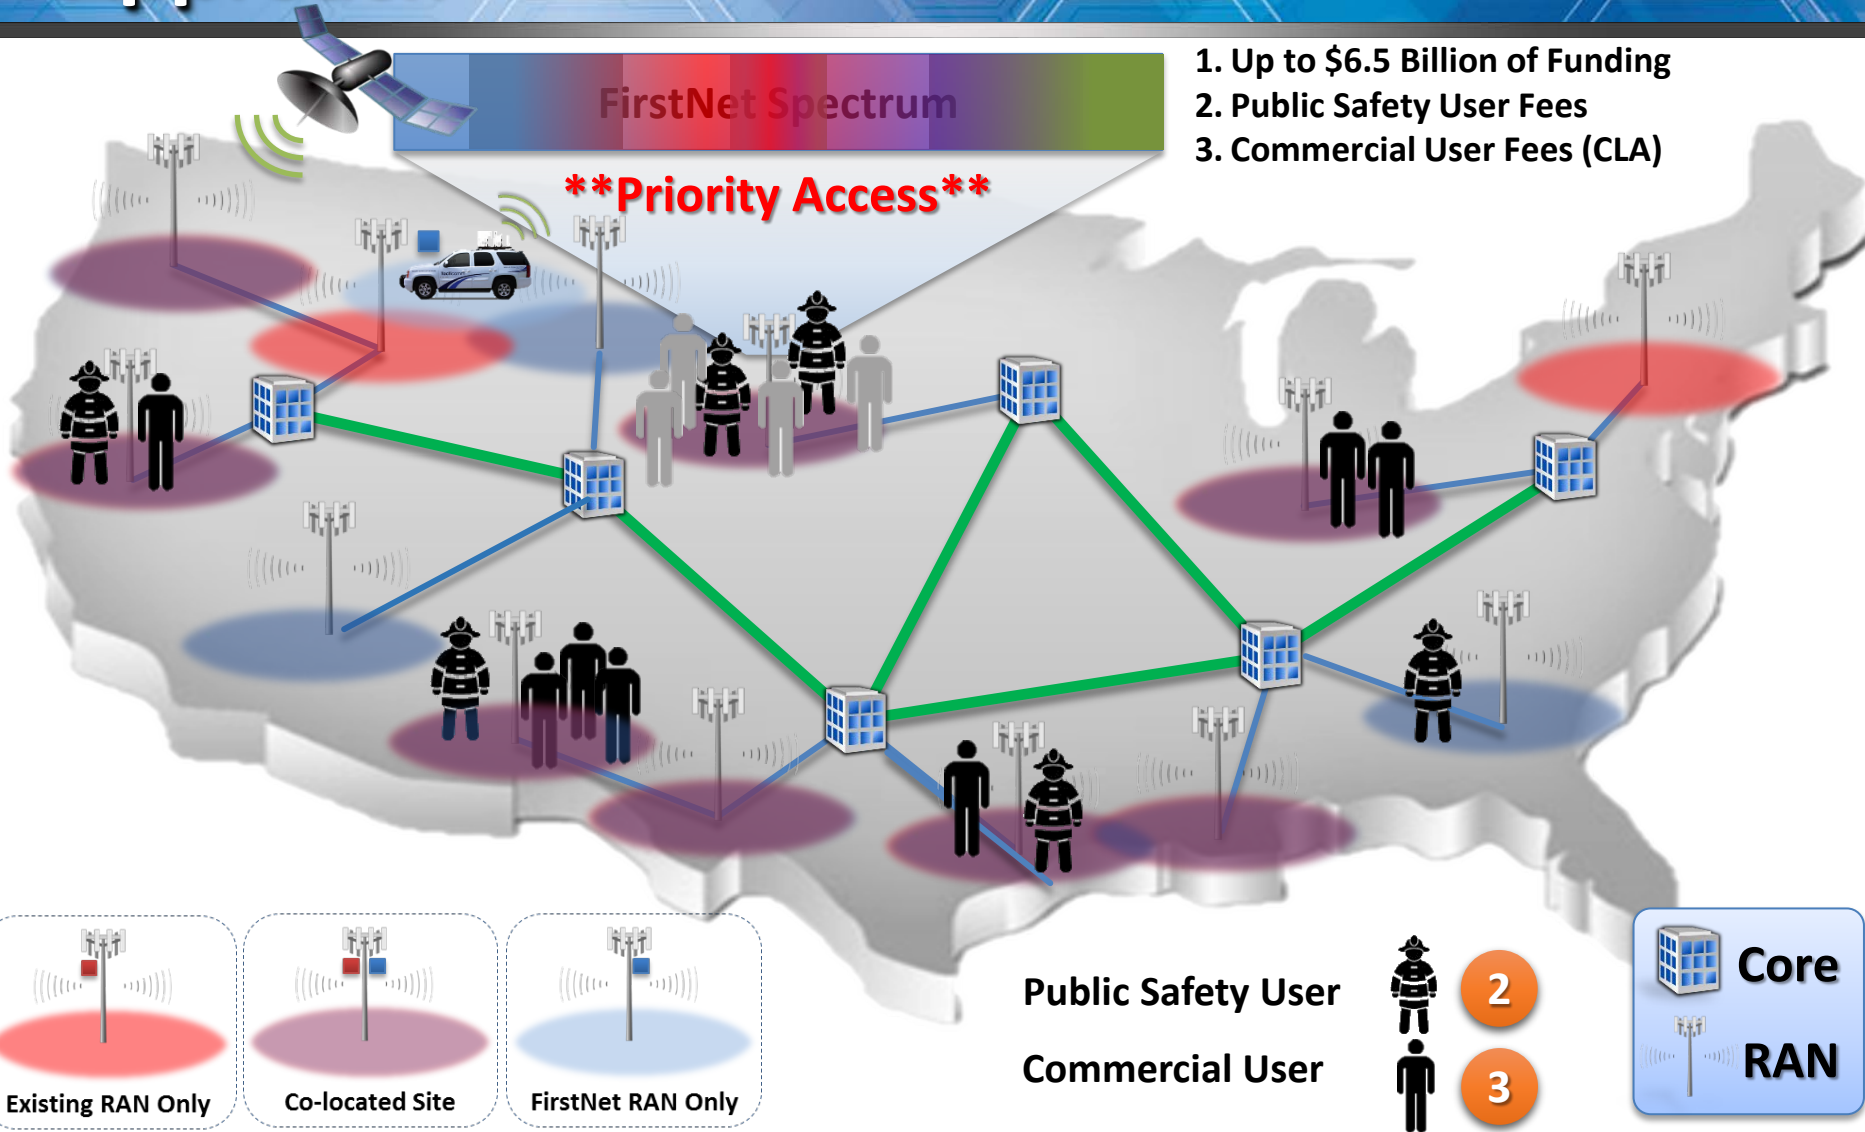 1. Up to $6.5 Billion of Funding
FirstNet Spectrum
2. Public Safety User Fees
3. Commercial User Fees (CLA)
**Priority Access**
Public Safety User
2
Core
Commercial User
3
RAN
Existing RAN Only
Co-located Site
FirstNet RAN Only